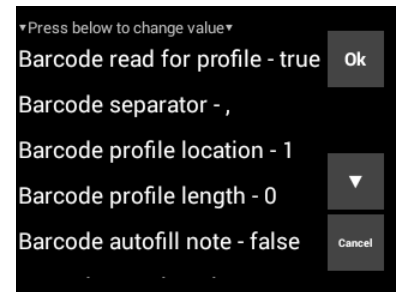 ▾Press below to change value▾
Barcode read for profile - true
Ok
Barcode separator - ,
Barcode profile location - 1
▼
Barcode profile length - 0
Barcode autofill note - false
Cancel